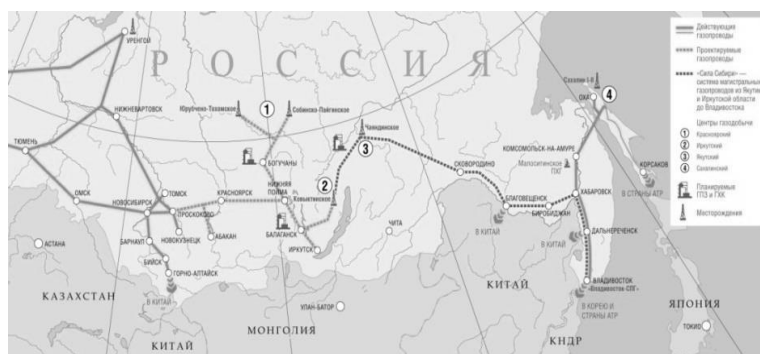 УРЕНГОЙ
РОССИЯ
Юрубчено-Тохомское
1
Собинско-Пайгинское
НИЖНЕВАРТОВСК
ТЮМЕНЬ
БОГУЧАНЫ
Чаяндинское
3
ОМСК
ТОМСК
НОВОСИБИРСК
ПРОСКОКОВО
КРАСНОЯРСК
НИЖНЯЯ
ПОЙМА
2
Ковыктинское
БАРНАУЛ
НОВОКУЗНЕЦК
АБАКАН
БАЛАГАНСК
ИРКУТСК
ЧИТА
БИЙСК
ГОРНО-АЛТАЙСК
АСТАНА
КАЗАХСТАН
В КИТАЙ
КИТАЙ
УЛАН-БАТОР
МОНГОЛИЯ
СКОВОРОДИНО
БЛАГОВЕЩЕНСК
БИРОБИДЖАН
В КИТАЙ
КИТАЙ
Сахалин I-II
ОХА
4
КОМСОМОЛЬСК-НА-АМУРЕ
ПХГ
КОРСАКОВ
В СТРАНЫ АТР
ХАБАРОВСК
ДАЛЬНЕРЕЧЕНСК
В КИТАЙ
ВЛАДИВОСТОК
«Владивосток-СПГ»
В КОРЕЮ И
СТРАНЫ АТР
КНДР
ЯПОНИЯ
ТОКИО
Действующие
газопроводы
Проектируемые
газопроводы
«Сила Сибири» —
система магистральных
газопроводов из Якутии
и Иркутской области
до Владивостока
Центры газодобычи
1 Красноярский
2 Иркутский
3 Якутский
4 Сахалинский
Планируемые
ГПЗ и ГХК
Месторождения